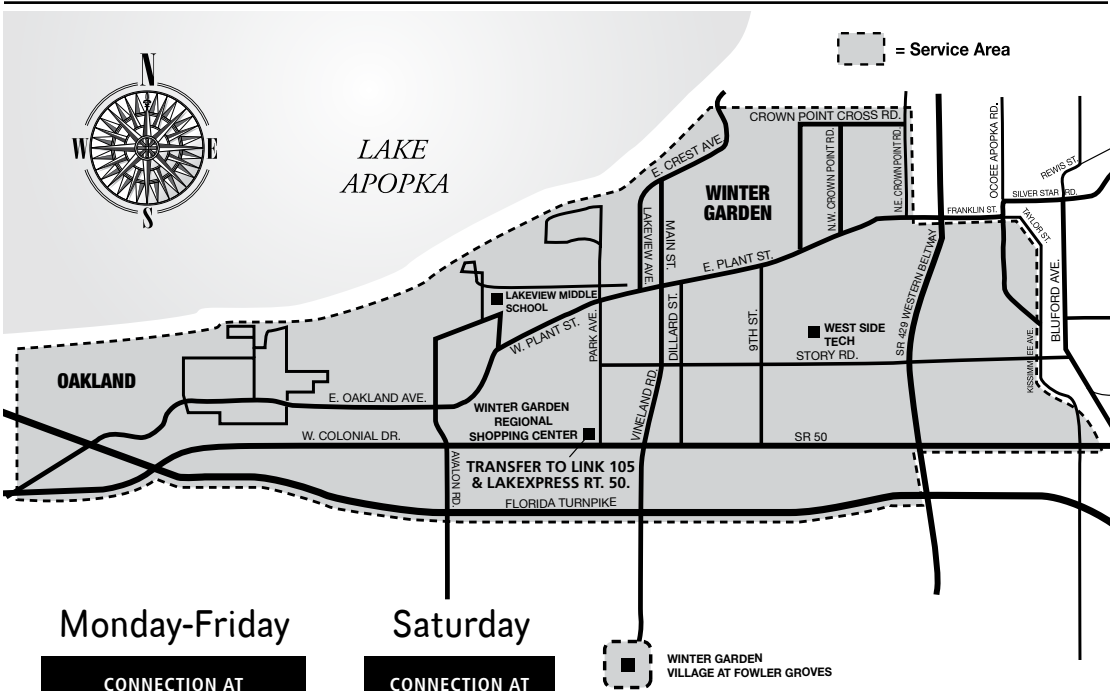 = Service Area
N
W E
S
LAKE
APOPKA
CROWN POINT CROSS RD.
E. CREST AVE.
WINTER
GARDEN
N.W. CROWN POINT RD.
N.E. CROWN POINT RD.
OCOEE APOPKA RD.
REWIS ST.
SILVER STAR RD.
FRANKLIN ST.
TAYLOR ST.
LAKEVIEW AVE.
MAIN ST.
E. PLANT ST.
SR 429 WESTERN BELTWAY
BLUFORD AVE.
LAKEVIEW MIDDLE
SCHOOL
W. PLANT ST.
PARK AVE.
DILLARD ST.
9TH ST.
WEST SIDE
TECH
STORY RD.
KISSIMMEE AVE.
OAKLAND
E. OAKLAND AVE.
WINTER GARDEN
REGIONAL
SHOPPING CENTER
VINELAND RD.
W. COLONIAL DR.
SR 50
AVALON RD.
TRANSFER TO LINK 105
& LAKEXPRESS RT. 50.
FLORIDA TURNPIKE
Monday-Friday
Saturday
CONNECTION AT
CONNECTION AT
WINTER GARDEN
VILLAGE AT FOWLER GROVES